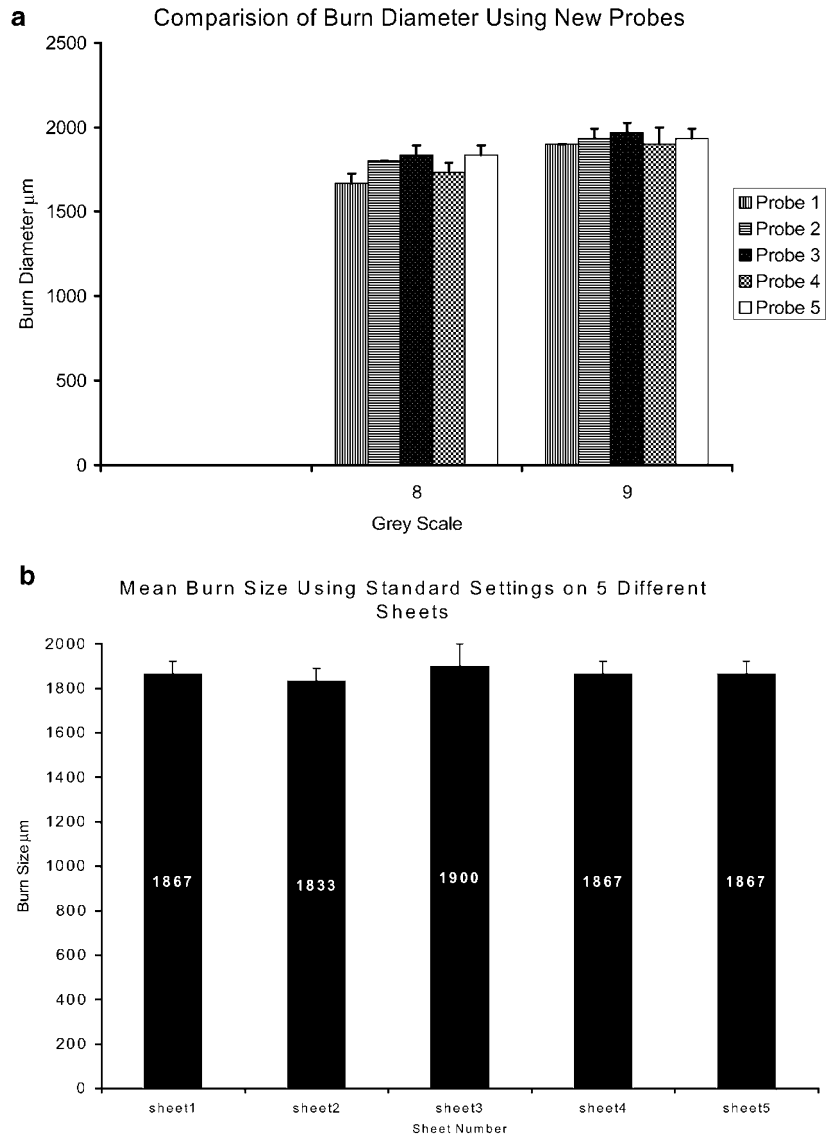 a
Comparision of Burn Diameter Using New Probes
2500
2000
1500
1000
500
0
Burn Diameter µm
8
9
Grey Scale
Probe 1
Probe 2
Probe 3
Probe 4
Probe 5
b
Mean Burn Size Using Standard Settings on 5 Different
Sheets
2000
1800
1600
1400
1200
1000
800
600
400
200
0
Burn Size µm
1867
1833
1900
1867
1867
sheet1
sheet2
sheet3
sheet4
sheet5
Sheet Number